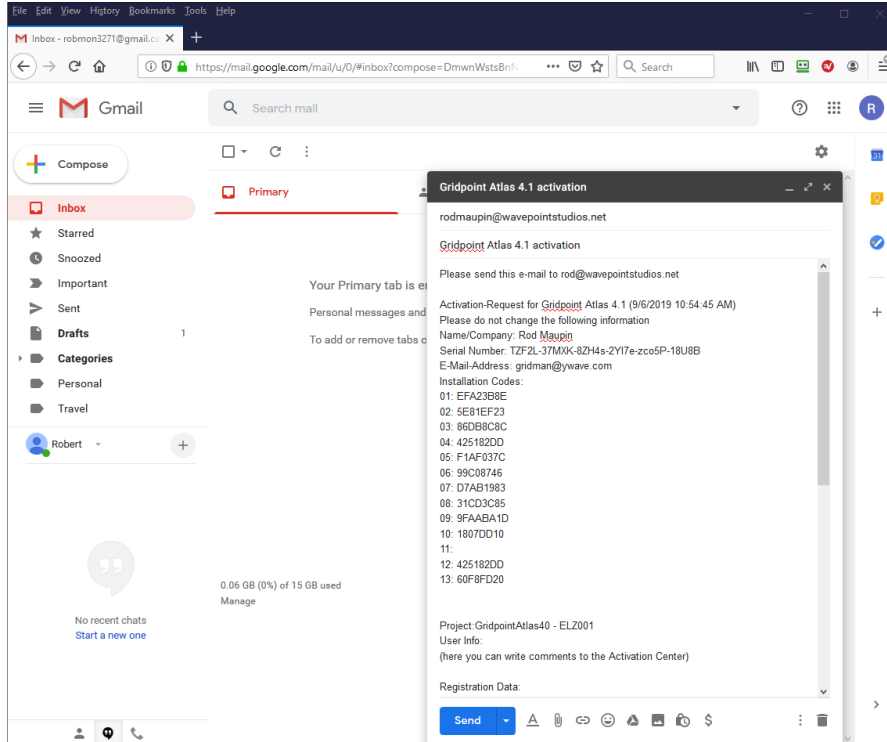 File Edit View History Bookmarks Tools Help
Inbox - robmon3271@gmail.co
https://mail.google.com/mail/u/0/#inbox?compose=DmwnWstsBnN
Search
Gmail
Search mail
R
Compose
Inbox
Starred
Snoozed
Important
Sent
Drafts 1
Categories
Personal
Travel
Robert
No recent chats
Start a new one
Primary
Your Primary tab is e
Personal messages and
To add or remove tabs c
0.06 GB (0%) of 15 GB used
Manage
Gridpoint Atlas 4.1 activation
rodmaupin@wavepointstudios.net
Gridpoint Atlas 4.1 activation
Please send this e-mail to rod@wavepointstudios.net
Activation-Request for Gridpoint Atlas 4.1 (9/6/2019 10:54:45 AM)
Please do not change the following information
Name/Company: Rod Maupin
Serial Number: TZF2L-37MXK-8ZH4s-2YI7e-zco5P-18U8B
E-Mail-Address: gridman@ywave.com
Installation Codes:
01: EFA23B8E
02: 5E81EF23
03: 86DB8C8C
04: 425182DD
05: F1AF037C
06: 99C08746
07: D7AB1983
08: 31CD3C85
09: 9FAABA1D
10: 1807DD10
11:
12: 425182DD
13: 60F8FD20
Project:GridpointAtlas40 - ELZ001
User Info:
(here you can write comments to the Activation Center)
Registration Data:
Send
31